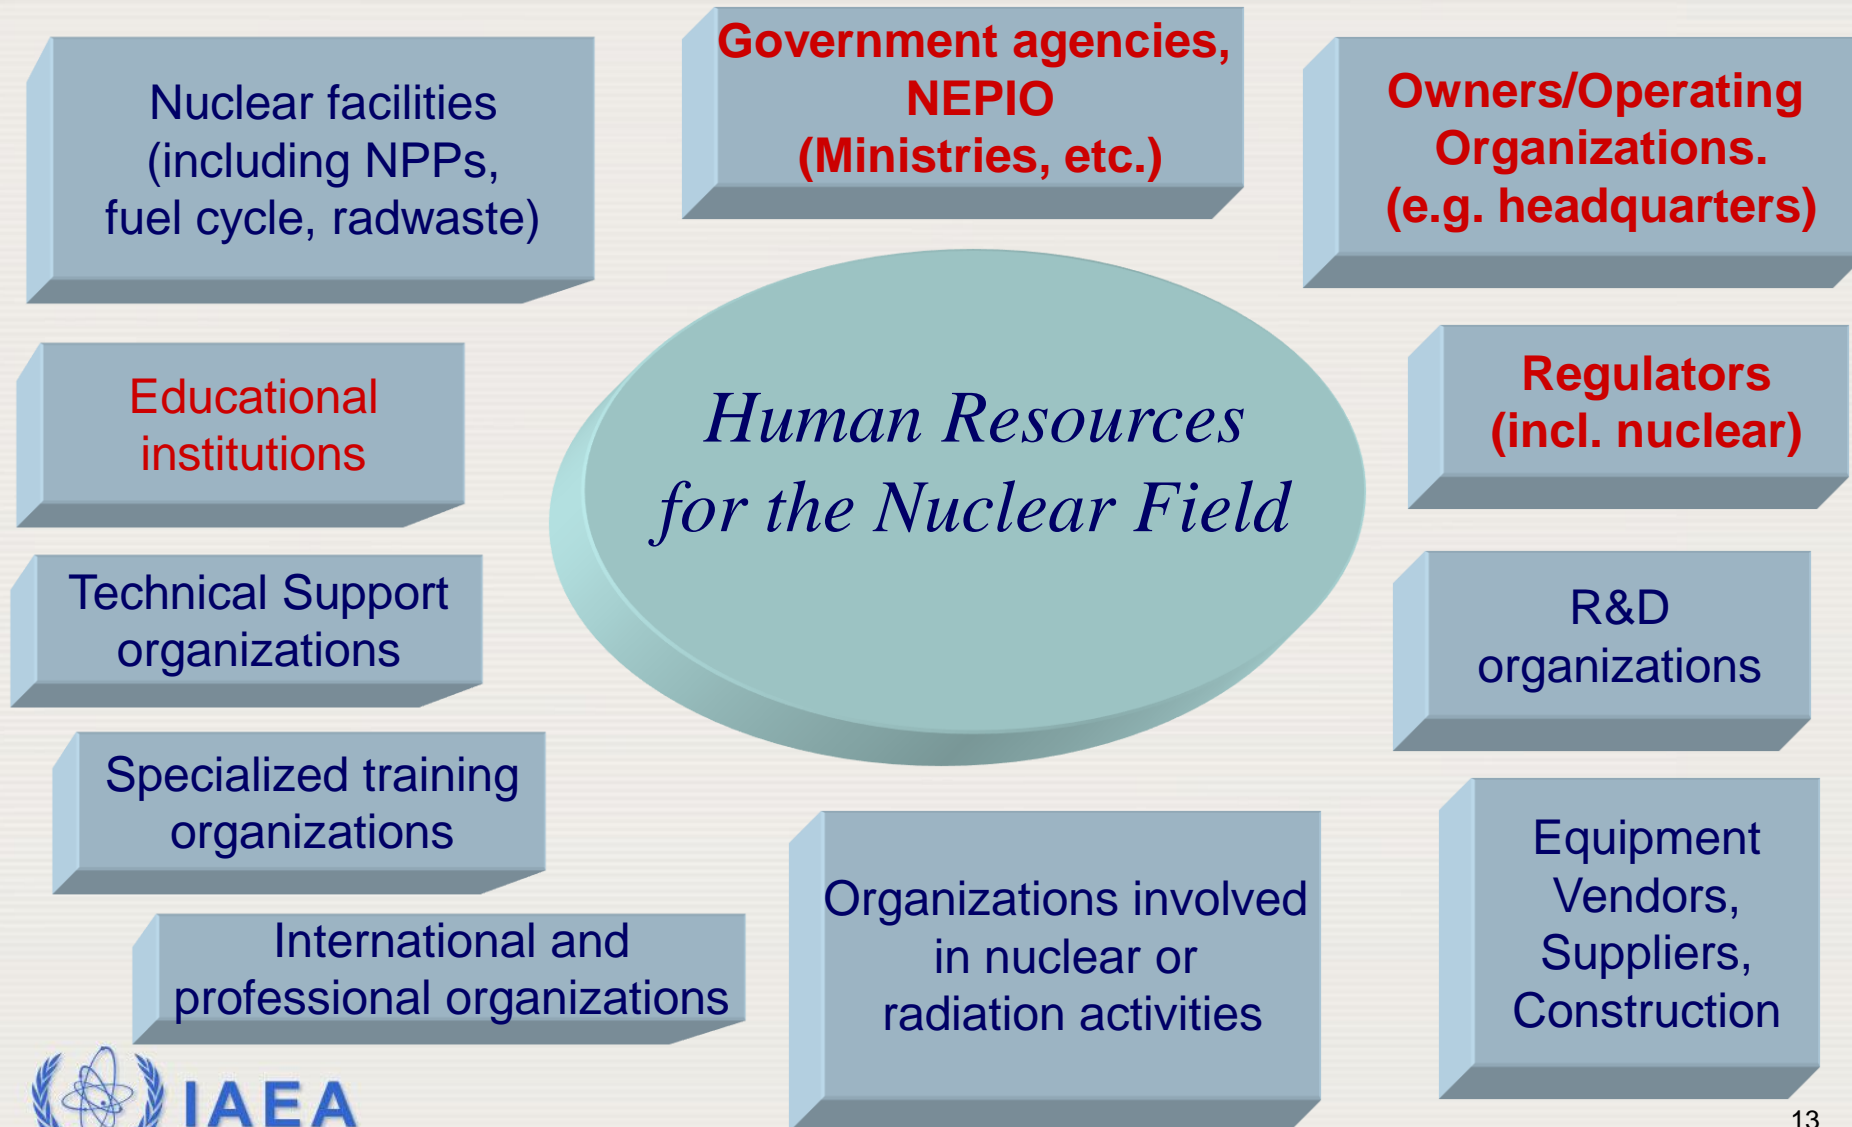 Government agencies,
NEPIO
(Ministries, etc.)
Nuclear facilities
(including NPPs,
fuel cycle, radwaste)
Owners/Operating
Organizations.
(e.g. headquarters)
Educational
institutions
Human Resources
for the Nuclear Field
Regulators
(incl. nuclear)
Technical Support
organizations
R&D
organizations
Specialized training
organizations
Equipment
Vendors,
Suppliers,
Construction
Organizations involved
in nuclear or
radiation activities
International and
professional organizations
IAEA
13